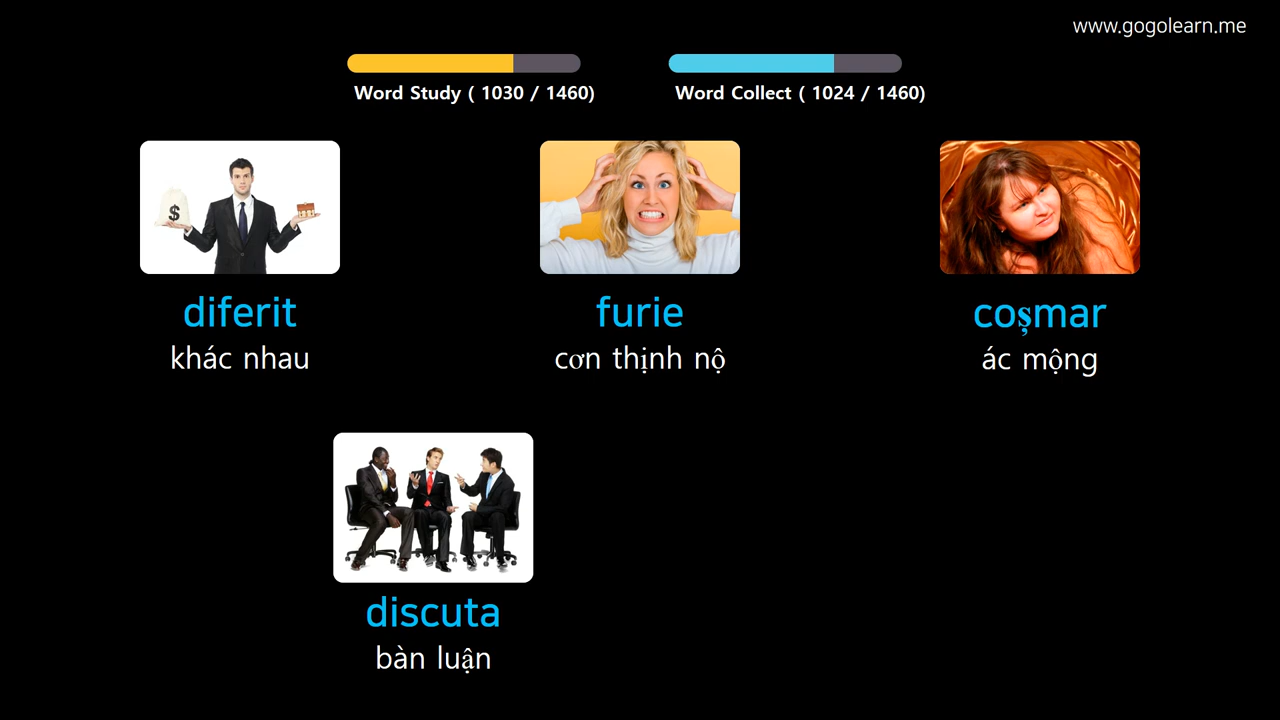 www.gogolearn.me
Word Study ( 1030 / 1460)
Word Collect ( 1024 / 1460)
$
diferit
khác nhau
furie
cơn thịnh nộ
coșmar
ác mộng
discuta
bàn luận